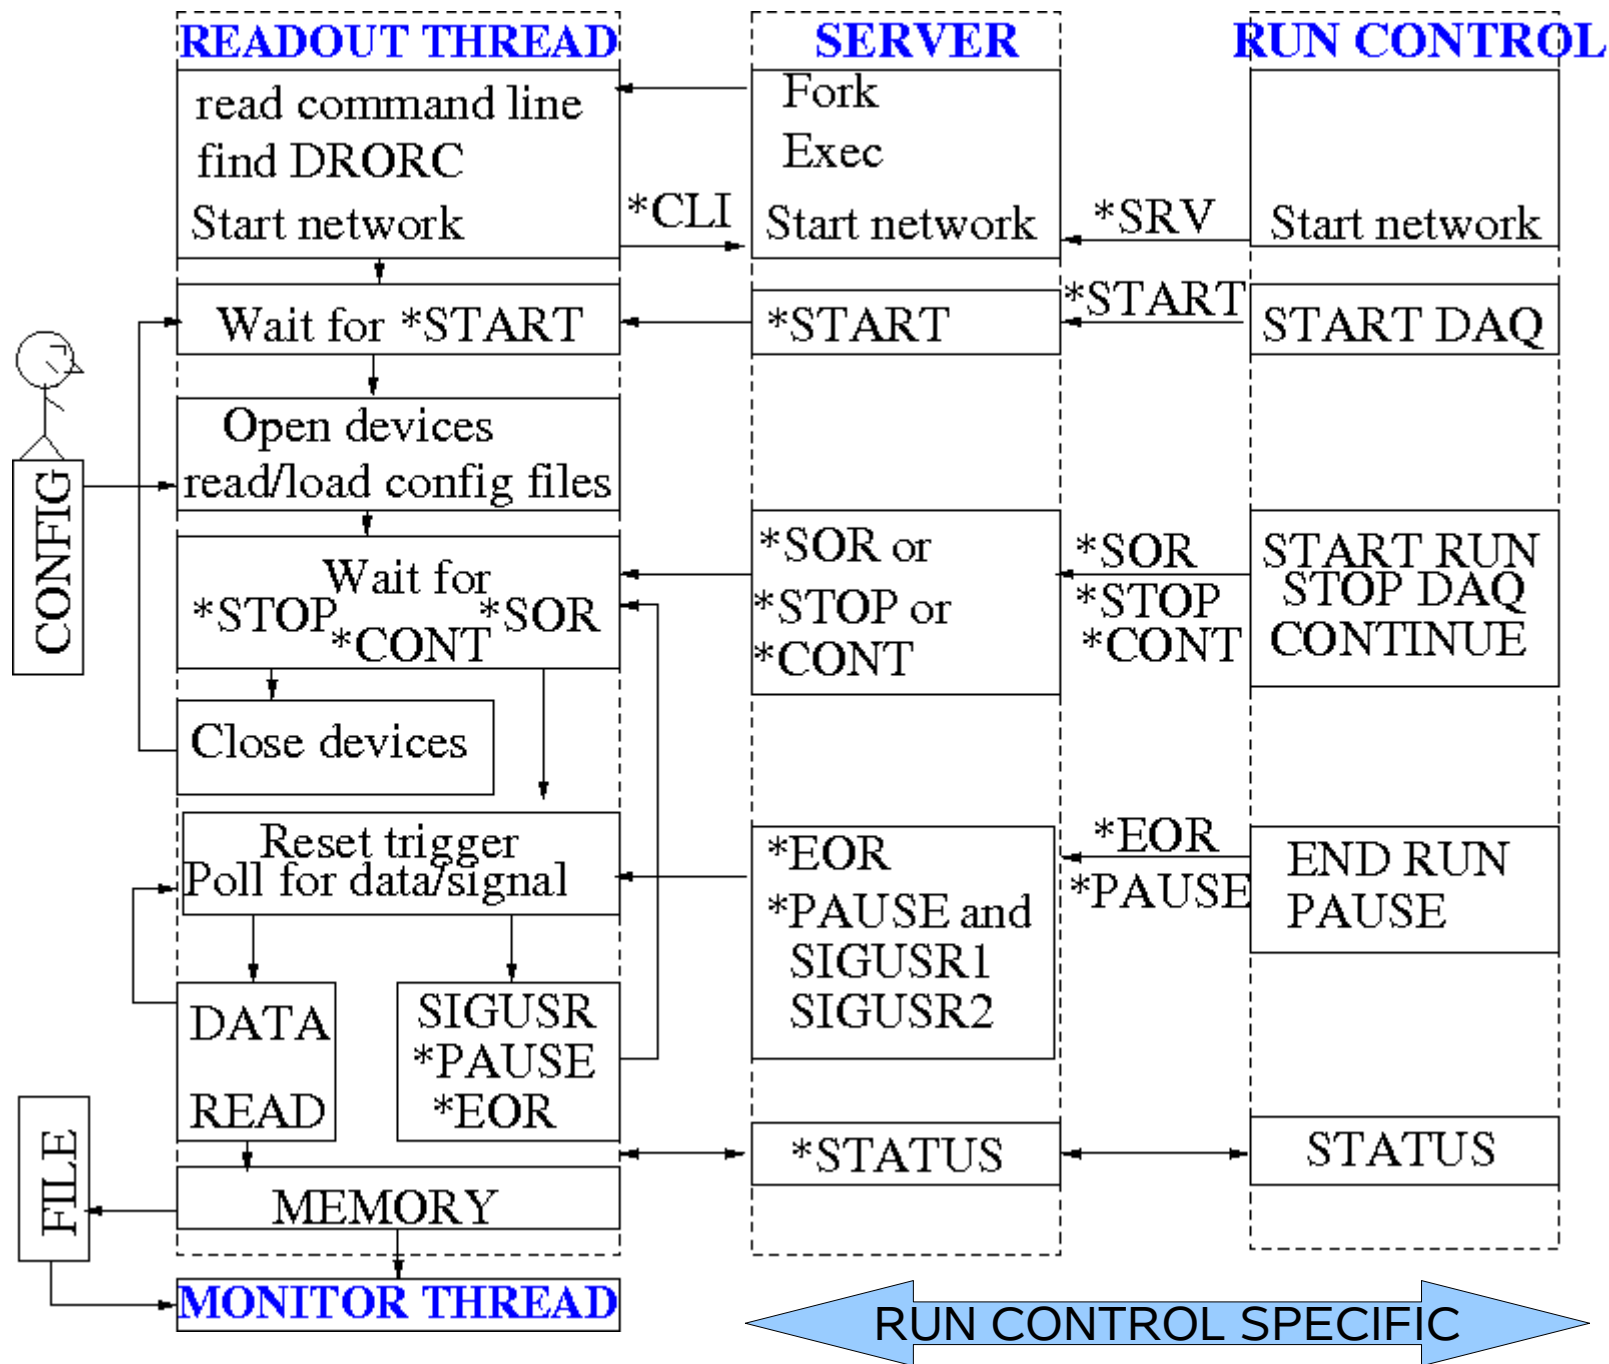 READOUT THREAD
SERVER
RUN CONTROL
read command line
find DRORC
Start network
*CLI
Fork
Exec
Start network
*SRV
Start network
Wait for *START
*START
*START
START DAQ
Open devices
read/load config files
CONFIG
Wait for
*STOP
*CONT
*SOR
*SOR or
*STOP or
*CONT
*SOR
*STOP
*CONT
START RUN
STOP DAQ
CONTINUE
Close devices
Reset trigger
Poll for data/signal
*EOR
*PAUSE and
SIGUSR1
SIGUSR2
*EOR
*PAUSE
END RUN
PAUSE
DATA
READ
SIGUSR
*PAUSE
*EOR
*STATUS
STATUS
FILE
MEMORY
MONITOR THREAD
RUN CONTROL SPECIFIC